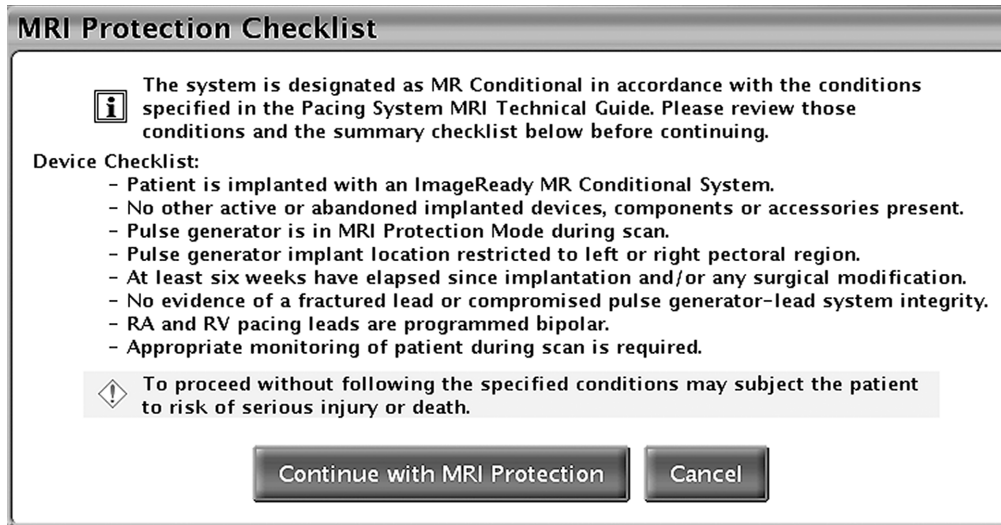 MRI Protection Checklist
The system is designated as MR Conditional in accordance with the conditions
specified in the Pacing System MRI Technical Guide. Please review those
conditions and the summary checklist below before continuing.
Device Checklist:
- Patient is implanted with an ImageReady MR Conditional System.
- No other active or abandoned implanted devices, components or accessories present.
- Pulse generator is in MRI Protection Mode during scan.
- Pulse generator implant location restricted to left or right pectoral region.
- At least six weeks have elapsed since implantation and/or any surgical modification.
- No evidence of a fractured lead or compromised pulse generator-lead system integrity.
- RA and RV pacing leads are programmed bipolar.
- Appropriate monitoring of patient during scan is required.
To proceed without following the specified conditions may subject the patient
to risk of serious injury or death.
Continue with MRI Protection Cancel